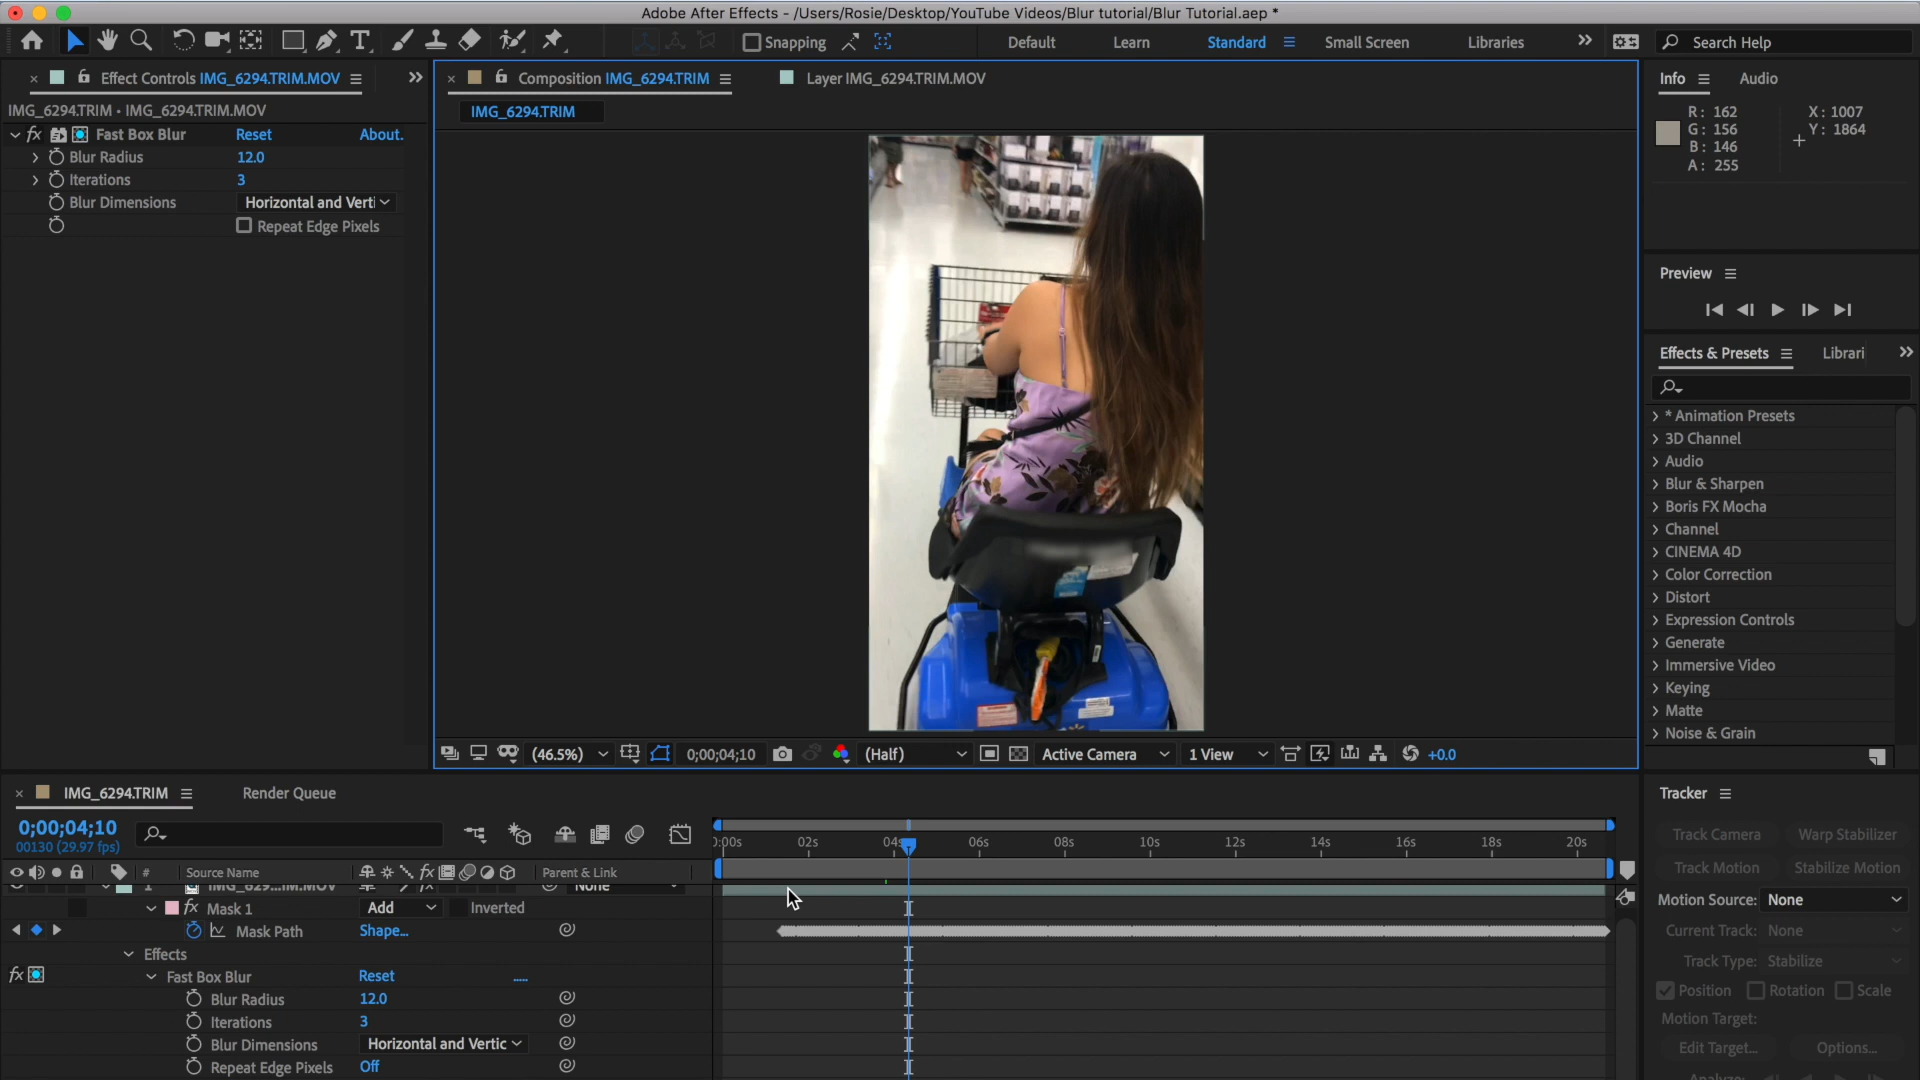 Adobe After Effects - /Users/Rosie/Desktop/YouTube Videos/Blur tutorial/Blur Tutorial.aep *
Snapping
Default
Learn
Standard
Small Screen
Libraries
Search Help
Effect Controls IMG_6294.TRIM.MOV
IMG_6294.TRIM • IMG_6294.TRIM.MOV
fx Fast Box Blur Reset About.
Blur Radius 12.0
Iterations 3
Blur Dimensions Horizontal and Verti
Repeat Edge Pixels
Composition IMG_6294.TRIM
Layer IMG_6294.TRIM.MOV
IMG_6294.TRIM
(46.5%) 0;00;04;10 (Half) Active Camera 1 View +0.0
Info Audio
R: 162
G: 156
B: 146
A: 255
X: 1007
Y: 1864
Preview
Effects & Presets Librari
* Animation Presets
3D Channel
Audio
Blur & Sharpen
Boris FX Mocha
Channel
CINEMA 4D
Color Correction
Distort
Expression Controls
Generate
Immersive Video
Keying
Matte
Noise & Grain
IMG_6294.TRIM
Render Queue
0;00;04;10
00130 (29.97 fps)
):00s 02s 04s 06s 08s 10s 12s 14s 16s 18s 20s
# Source Name fx Parent & Link
1 IMG_629...IM.MOV None
fx Mask 1 Add Inverted
Mask Path Shape...
Effects
fx Fast Box Blur Reset .....
Blur Radius 12.0
Iterations 3
Blur Dimensions Horizontal and Vertic
Repeat Edge Pixels Off
Tracker
Track Camera Warp Stabilizer
Track Motion Stabilize Motion
Motion Source: None
Current Track: None
Track Type: Stabilize
Position Rotation Scale
Motion Target:
Edit Target... Options...
Analyze: